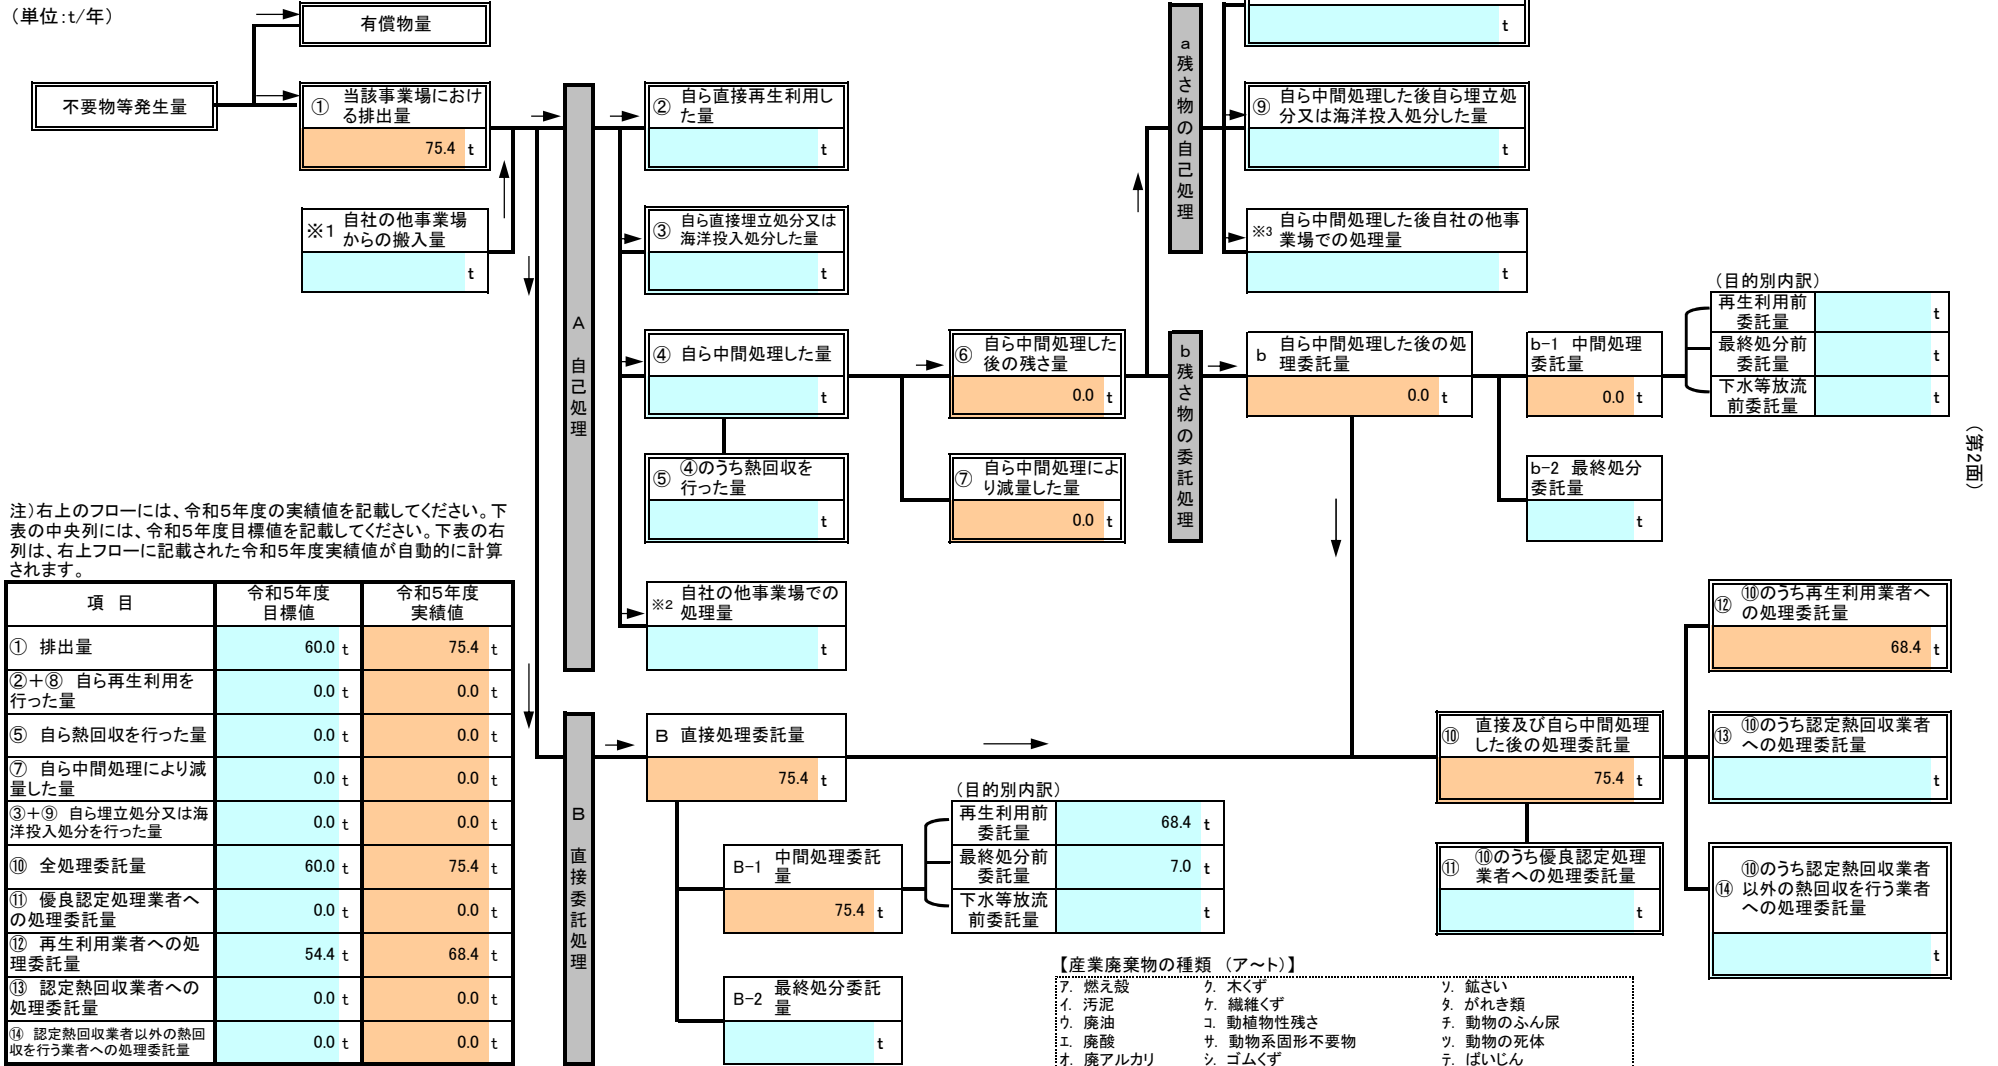 （単位:t/年）
有償物量
t
不要物等発生量
① 当該事業場におけ
る排出量
75.4 t
※1 自社の他事業場
からの搬入量
t
A 自己処理
② 自ら直接再生利用し
た量
t
③ 自ら直接埋立処分又は
海洋投入処分した量
t
④ 自ら中間処理した量
t
⑤ ④のうち熱回収を
行った量
t
※2 自社の他事業場での
処理量
t
⑥ 自ら中間処理した
後の残さ量
0.0 t
⑦ 自ら中間処理によ
り減量した量
0.0 t
a 残さ物の自己処理
⑨ 自ら中間処理した後自ら埋立処
分又は海洋投入処分した量
t
※3 自ら中間処理した後自社の他事
業場での処理量
t
b 残さ物の委託処理
b 自ら中間処理した後の処
理委託量
0.0 t
b-1 中間処理
委託量
0.0 t
b-2 最終処分
委託量
t
（目的別内訳）
再生利用前
委託量
t
最終処分前
委託量
t
下水等放流
前委託量
t
（第2面）
注）右上のフローには、令和5年度の実績値を記載してください。下
表の中央列には、令和5年度目標値を記載してください。下表の右
列は、右上フローに記載された令和5年度実績値が自動的に計算
されます。
項 目 令和5年度
目標値 令和5年度
実績値
① 排出量 60.0 t 75.4 t
②＋⑧ 自ら再生利用を
行った量 0.0 t 0.0 t
⑤ 自ら熱回収を行った量 0.0 t 0.0 t
⑦ 自ら中間処理により減
量した量 0.0 t 0.0 t
③＋⑨ 自ら埋立処分又は海
洋投入処分を行った量 0.0 t 0.0 t
⑩ 全処理委託量 60.0 t 75.4 t
⑪ 優良認定処理業者へ
の処理委託量 0.0 t 0.0 t
⑫ 再生利用業者への処
理委託量 54.4 t 68.4 t
⑬ 認定熱回収業者への
処理委託量 0.0 t 0.0 t
⑭ 認定熱回収業者以外の熱回
収を行う業者への処理委託量 0.0 t 0.0 t
B 直接委託処理
B 直接処理委託量
75.4 t
B-1 中間処理委託
量
75.4 t
B-2 最終処分委託
量
t
（目的別内訳）
再生利用前
委託量
68.4 t
最終処分前
委託量
7.0 t
下水等放流
前委託量
t
⑩ 直接及び自ら中間処理
した後の処理委託量
75.4 t
⑪ ⑩のうち優良認定処理
業者への処理委託量
t
⑫ ⑩のうち再生利用業者へ
の処理委託量
68.4 t
⑬ ⑩のうち認定熱回収業者
への処理委託量
t
⑭ ⑩のうち認定熱回収業者
以外の熱回収を行う業者
への処理委託量
t
【産業廃棄物の種類 （ア～ト）】
ア. 燃え殻 ク. 木くず ソ. 鉱さい
イ. 汚泥 ケ. 繊維くず タ. がれき類
ウ. 廃油 コ. 動植物性残さ チ. 動物のふん尿
エ. 廃酸 サ. 動物系固形不要物 ツ. 動物の死体
オ. 廃アルカリ シ. ゴムくず テ. ばいじん